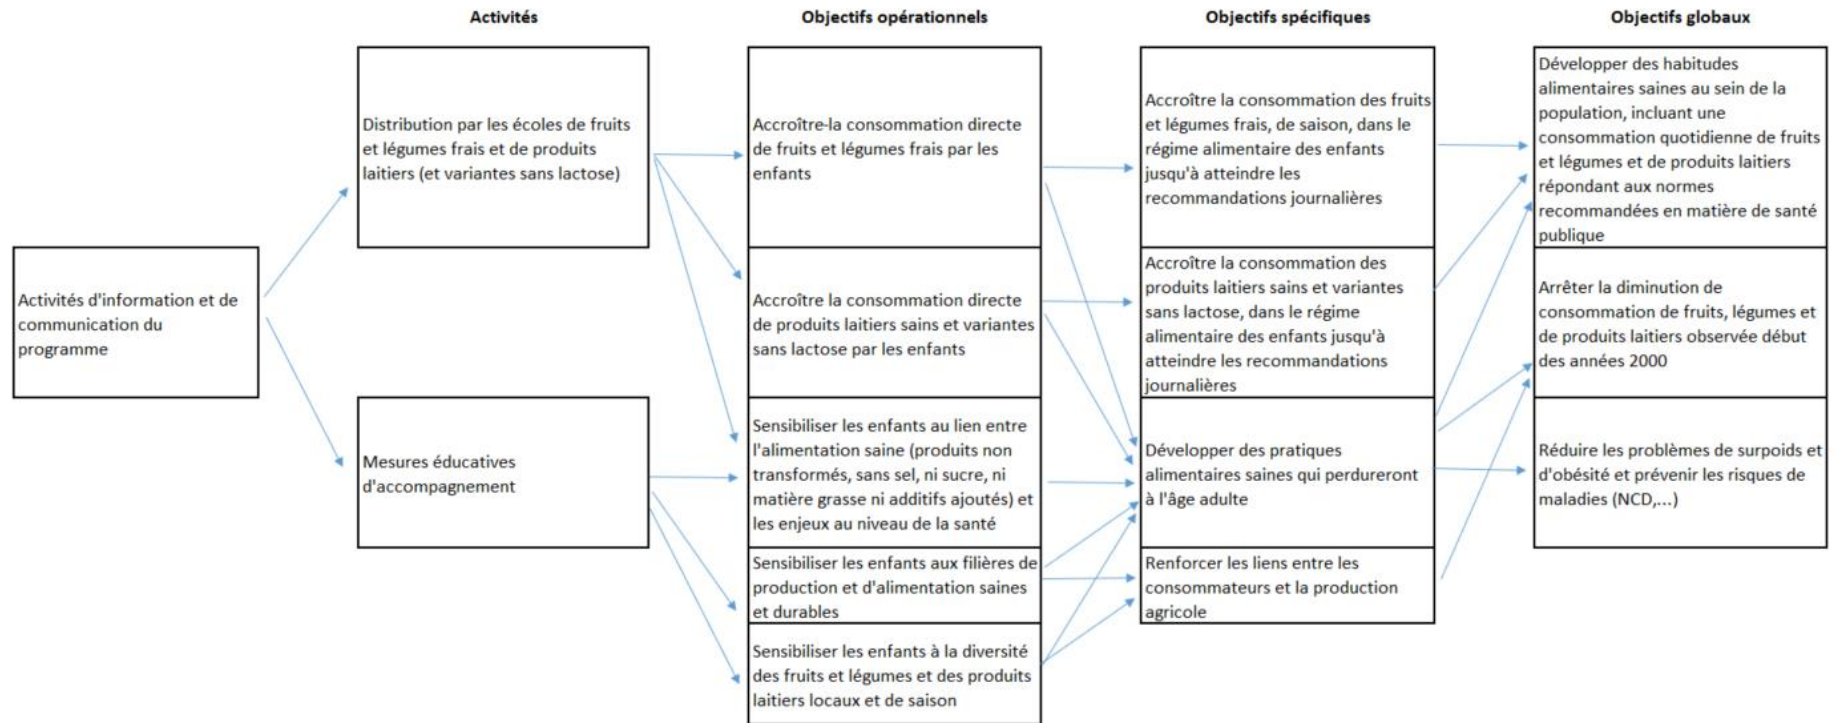 Activités
Objectifs opérationnels
Objectifs spécifiques
Objectifs globaux
Activités d'information et de
communication du
programme
Distribution par les écoles de fruits
et légumes frais et de produits
laitiers (et variantes sans lactose)
Mesures éducatives
d'accompagnement
Accroître-la consommation directe
de fruits et légumes frais par les
enfants
Accroître la consommation directe
de produits laitiers sains et variantes
sans lactose par les enfants
Sensibiliser les enfants au lien entre
l'alimentation saine (produits non
transformés, sans sel, ni sucre, ni
matière grasse ni additifs ajoutés) et
les enjeux au niveau de la santé
Sensibiliser les enfants aux filières de
production et d'alimentation saines
et durables
Sensibiliser les enfants à la diversité
des fruits et légumes et des produits
laitiers locaux et de saison
Accroître la consommation des fruits
et légumes frais, de saison, dans le
régime alimentaire des enfants
jusqu'à atteindre les
recommandations journalières
Accroître la consommation des
produits laitiers sains et variantes
sans lactose, dans le régime
alimentaire des enfants jusqu'à
atteindre les recommandations
journalières
Développer des pratiques
alimentaires saines qui perdureront
à l'âge adulte
Renforcer les liens entre les
consommateurs et la production
agricole
Développer des habitudes
alimentaires saines au sein de la
population, incluant une
consommation quotidienne de fruits
et légumes et de produits laitiers
répondant aux normes
recommandées en matière de santé
publique
Arrêter la diminution de
consommation de fruits, légumes et
de produits laitiers observée début
des années 2000
Réduire les problèmes de surpoids et
d'obésité et prévenir les risques de
maladies (NCD,...)